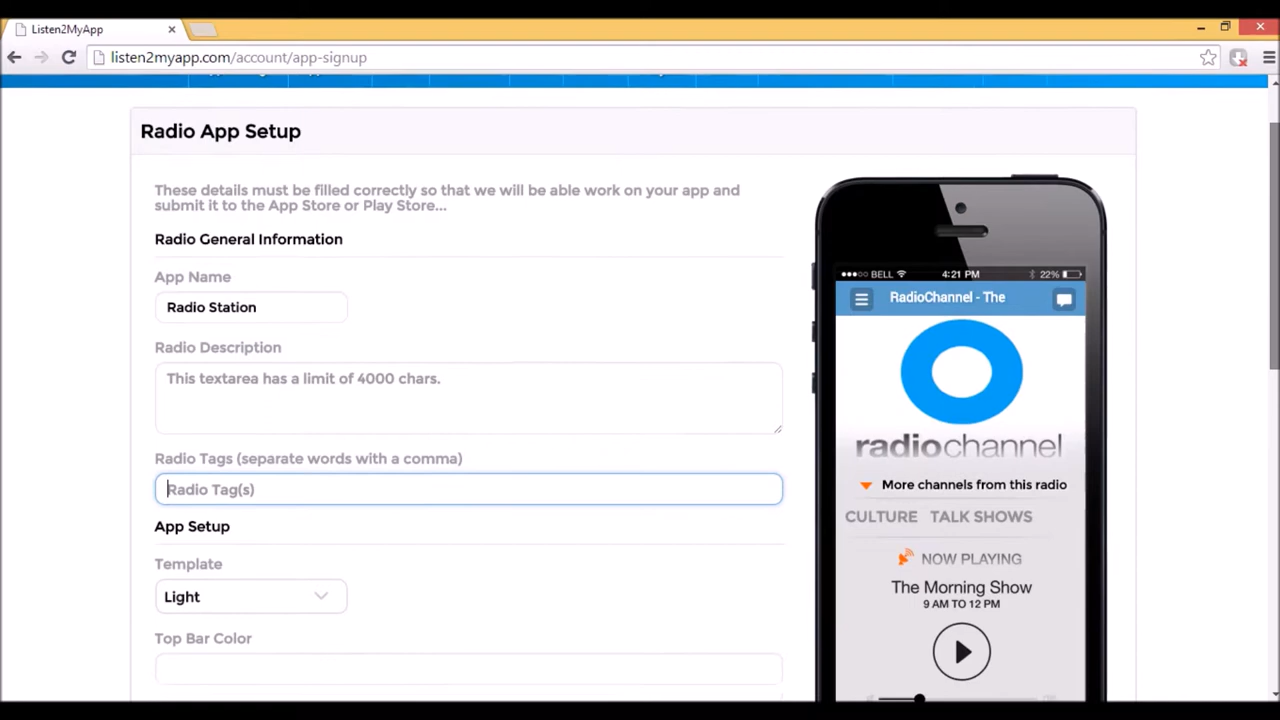 Listen2MyApp
listen2myapp.com/account/app-signup
Radio App Setup
These details must be filled correctly so that we will be able work on your app and
submit it to the App Store or Play Store...
Radio General Information
App Name
Radio Station
Radio Description
This textarea has a limit of 4000 chars.
Radio Tags (separate words with a comma)
Radio Tag(s)
App Setup
Template
Light
Top Bar Color
BELL 4:21 PM 22%
RadioChannel - The
radiochannel
More channels from this radio
CULTURE TALK SHOWS
NOW PLAYING
The Morning Show
9 AM TO 12 PM